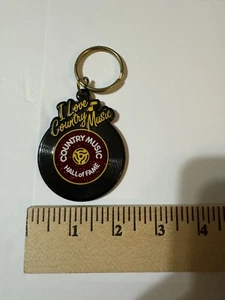 I Love
Country Music
COUNTRY MUSIC
HALL of FAME
1 2 3 4